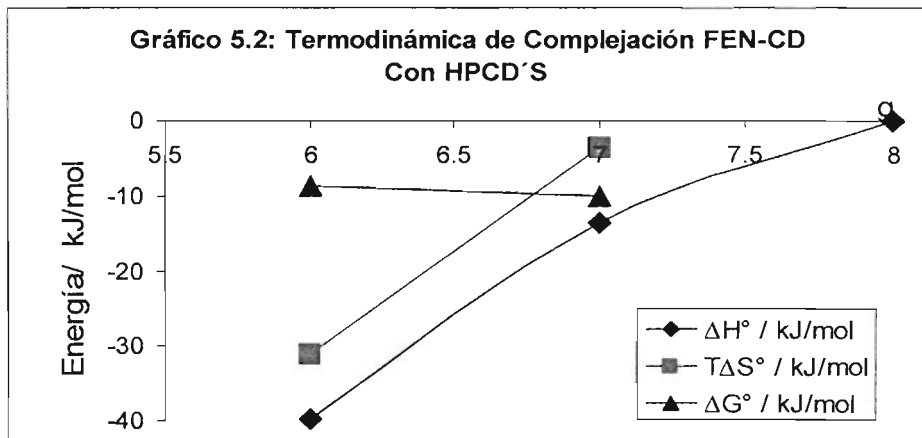 Gráfico 5.2: Termodinámica de Complejación FEN-CD
Con HPCD´S
Energía/ kJ/mol
0
-10
-20
-30
-40
5.5
6
6.5
7
7.5
8
ΔH° / kJ/mol
TΔS° / kJ/mol
ΔG° / kJ/mol